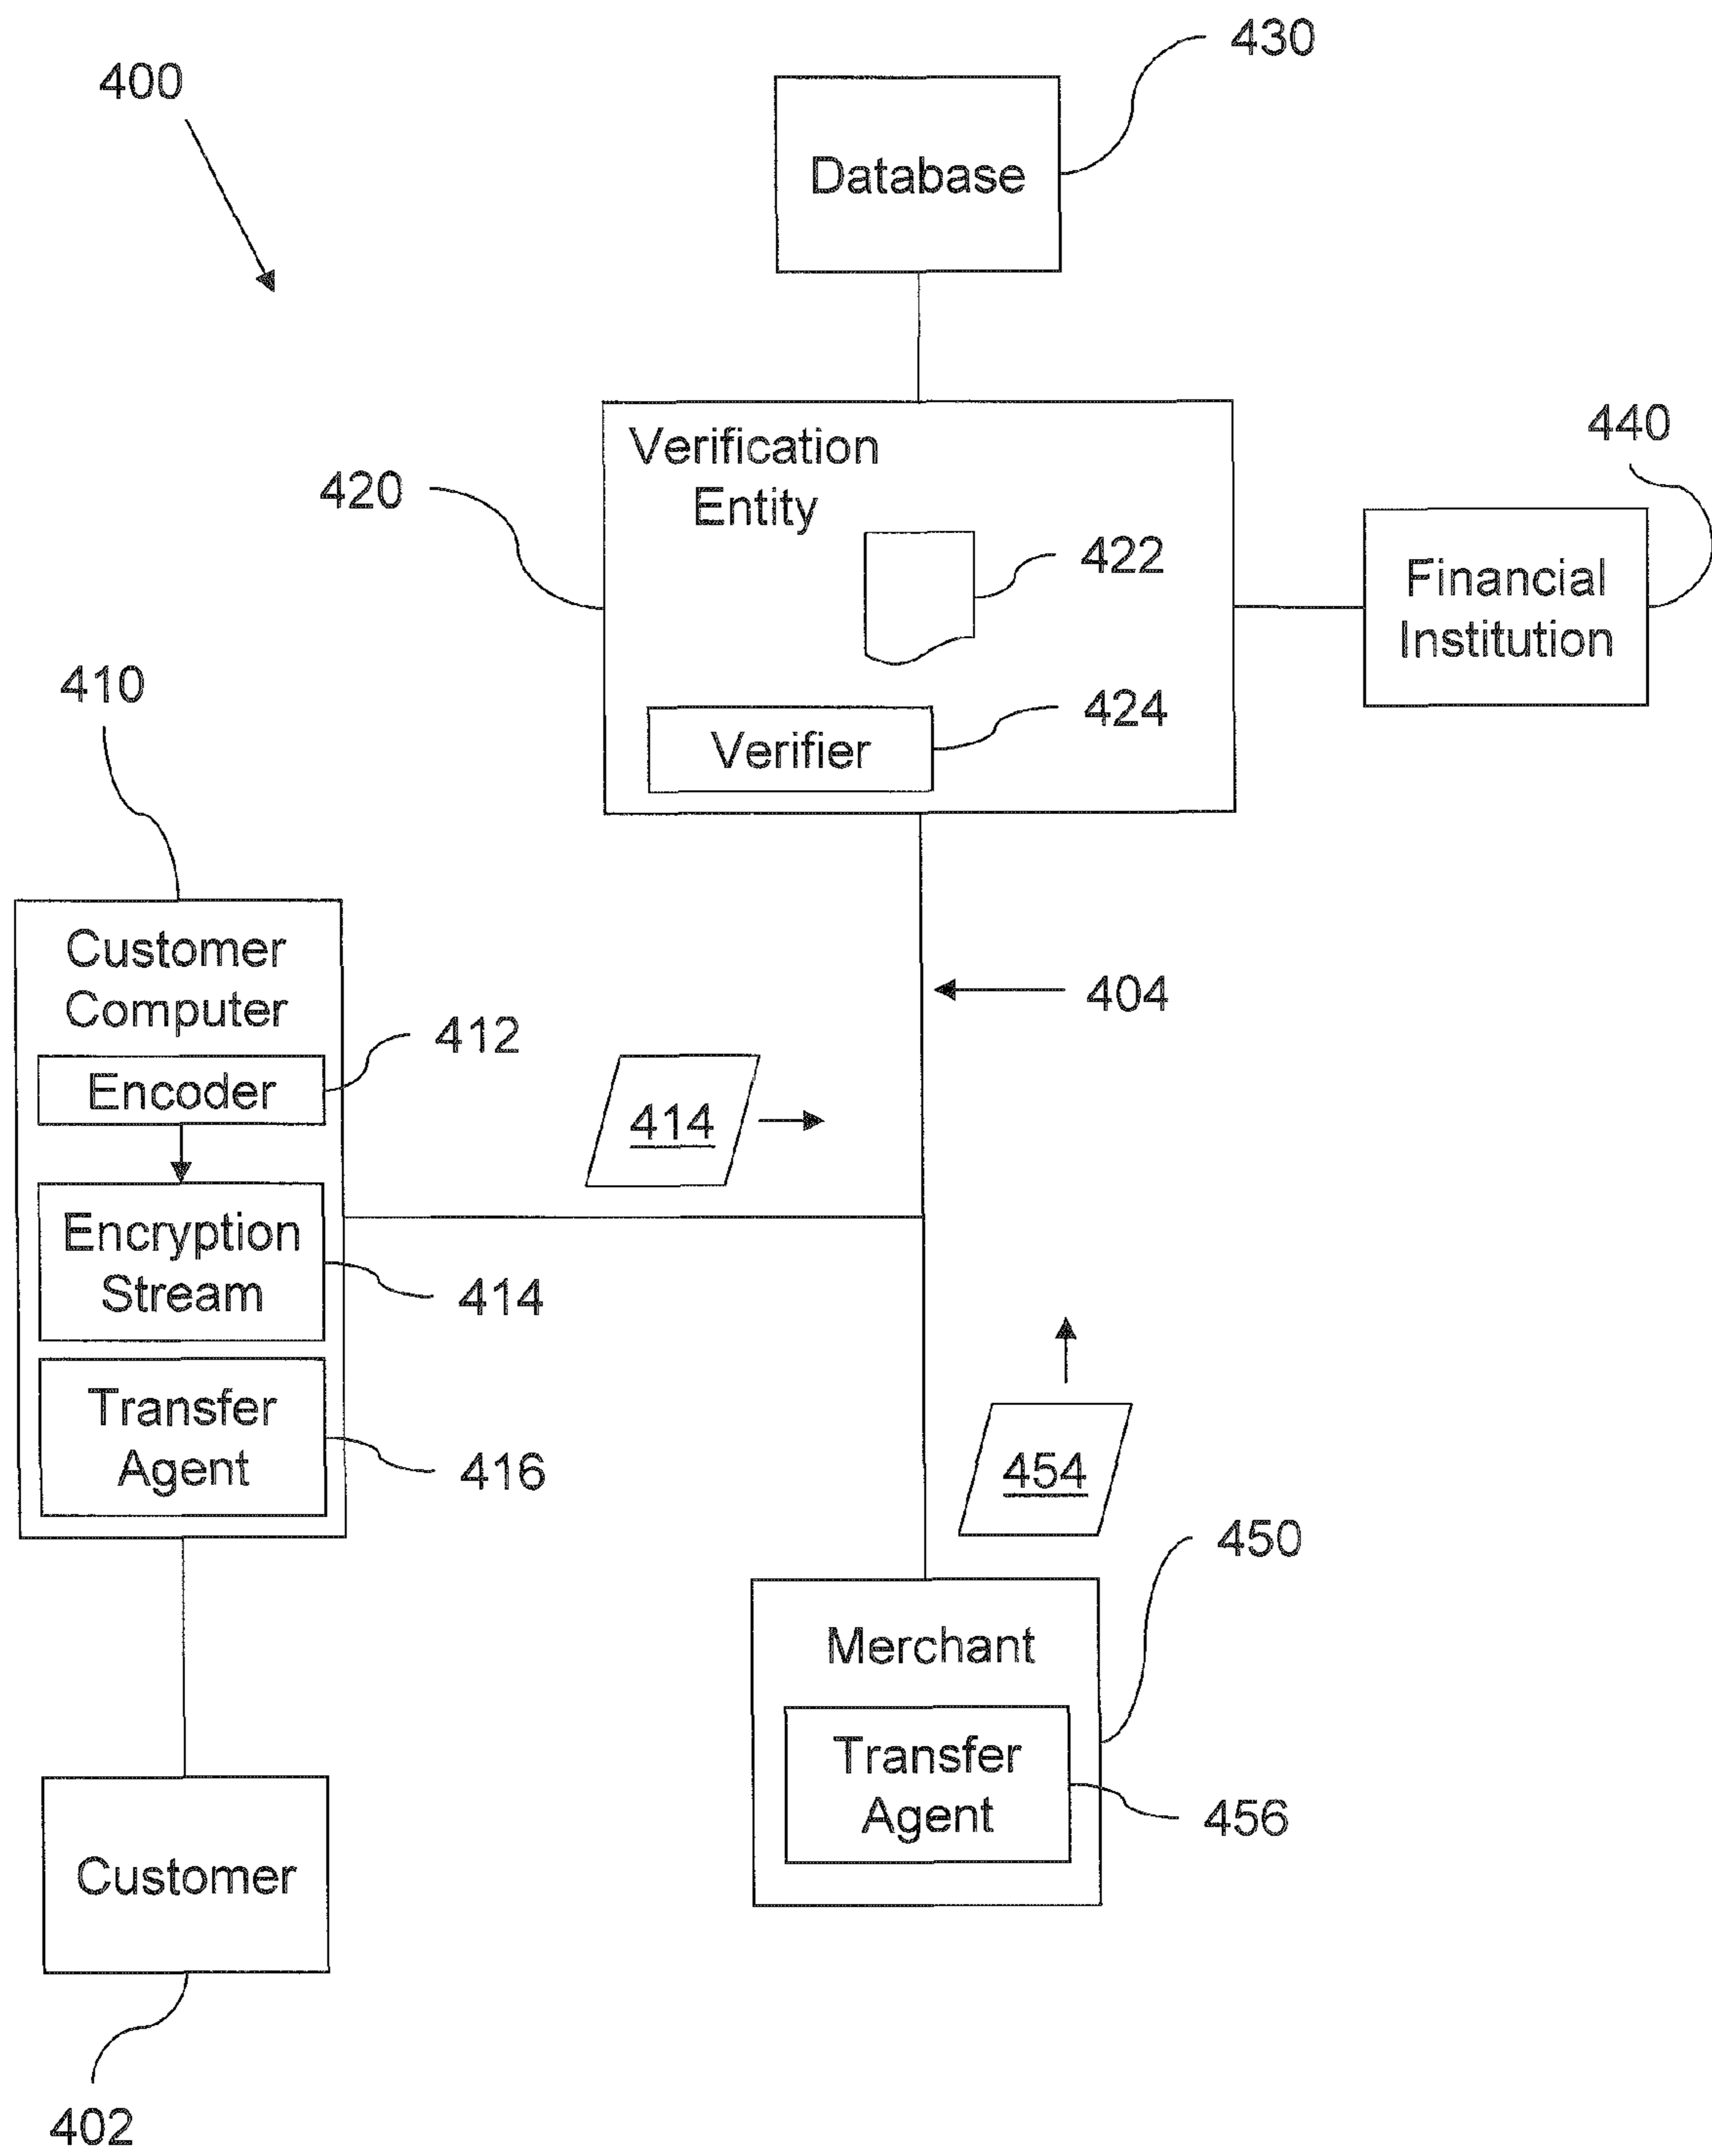 430
400
Database
440
Verification
Entity
420
422
Financial
Institution
410
424
Verifier
Customer
Computer
404
412
Encoder
414
Encryption
Stream
414
Transfer
Agent
416
454
450
Merchant
Transfer
Agent
456
Customer
402